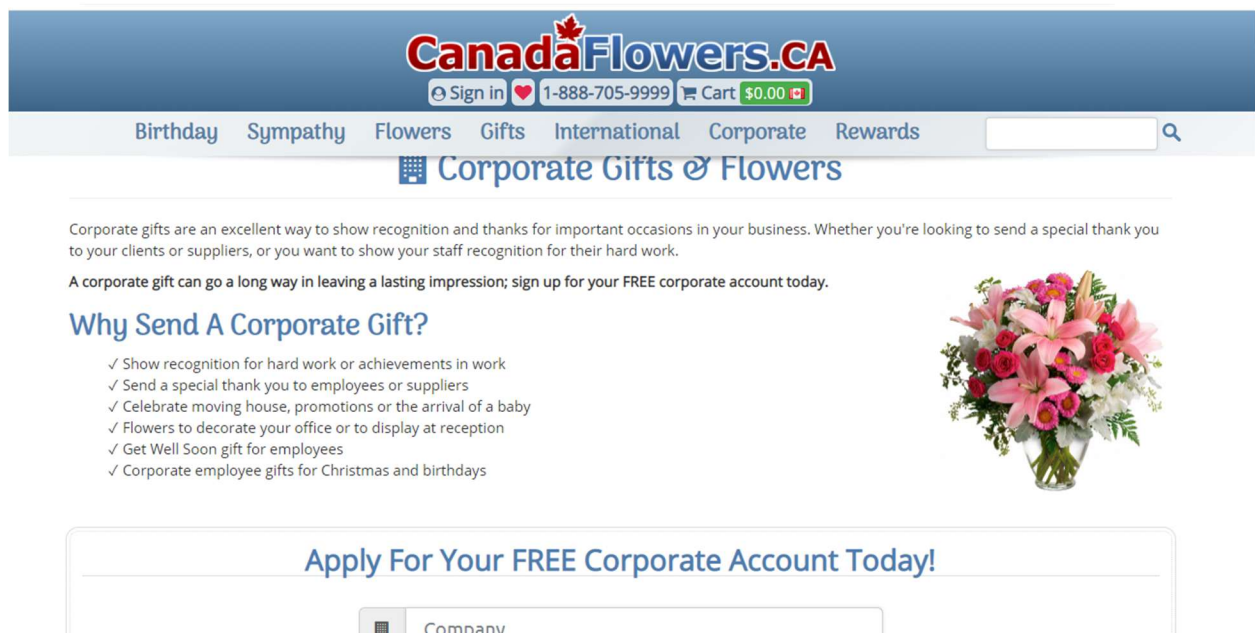 CanadaFlowers.CA
Sign in 1-888-705-9999 Cart $0.00
Birthday Sympathy Flowers Gifts International Corporate Rewards
Corporate Gifts & Flowers
Corporate gifts are an excellent way to show recognition and thanks for important occasions in your business. Whether you're looking to send a special thank you
to your clients or suppliers, or you want to show your staff recognition for their hard work.
A corporate gift can go a long way in leaving a lasting impression; sign up for your FREE corporate account today.
Why Send A Corporate Gift?
✓ Show recognition for hard work or achievements in work
✓ Send a special thank you to employees or suppliers
✓ Celebrate moving house, promotions or the arrival of a baby
✓ Flowers to decorate your office or to display at reception
✓ Get Well Soon gift for employees
✓ Corporate employee gifts for Christmas and birthdays
Apply For Your FREE Corporate Account Today!
Company